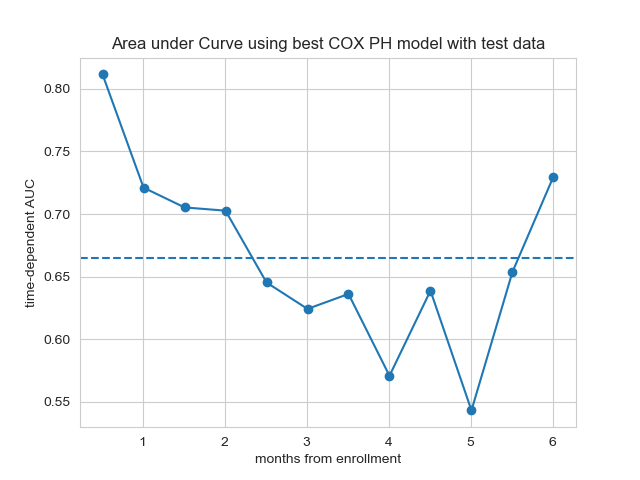 Area under Curve using best COX PH model with test data
0.80
0.75
0.70
0.65
0.60
0.55
time-dependent AUC
1 2 3 4 5 6
months from enrollment